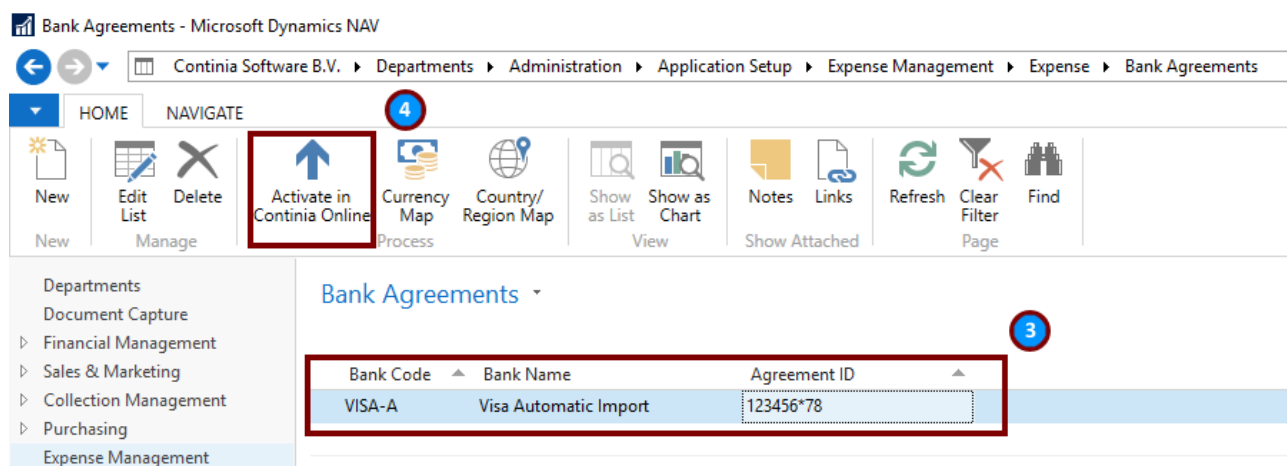 Bank Agreements - Microsoft Dynamics NAV
Continia Software B.V. Departments Administration Application Setup Expense Management Expense Bank Agreements
HOME NAVIGATE
4
New
Edit List
Delete
Activate in Continia Online
Currency Map
Country/ Region Map
Show as List
Show as Chart
Notes
Links
Refresh
Clear Filter
Find
New Manage Process View Show Attached Page
Departments
Document Capture
Financial Management
Sales & Marketing
Collection Management
Purchasing
Expense Management
Bank Agreements
3
Bank Code Bank Name Agreement ID
VISA-A Visa Automatic Import 123456*78